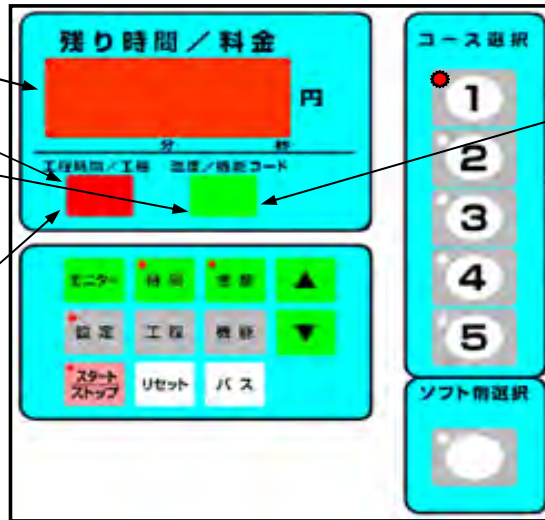 残り時間／料金
円
分 秒
工程時間／工程 温度／機能コード
コース選択
1
2
3
4
5
モニター 時間 ▲
設定 工程 機能 ▼
スタート
ストップ
リセット パス
ソフト剤選択